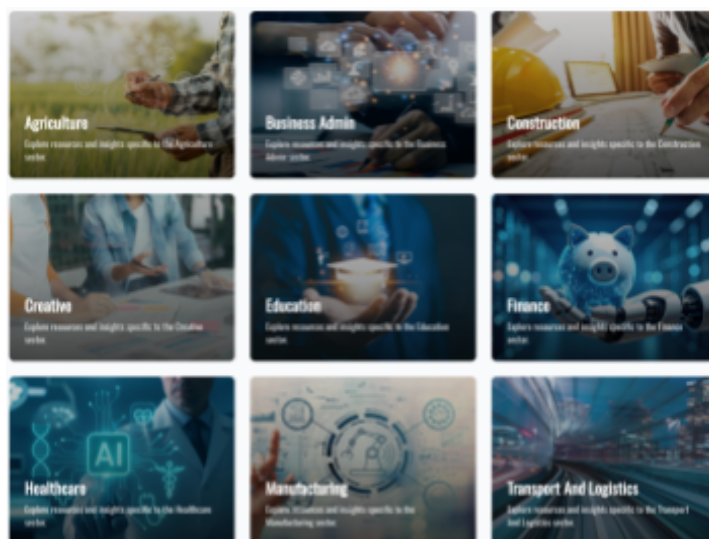 Agriculture
Explore resources and insights specific to the Agriculture
sector.
Business Admin
Explore resources and insights specific to the Business
Admin sector.
Construction
Explore resources and insights specific to the Construction
sector.
Creative
Explore resources and insights specific to the Creative
sector.
Education
Explore resources and insights specific to the Education
sector.
Finance
Explore resources and insights specific to the Finance
sector.
AI
Healthcare
Explore resources and insights specific to the Healthcare
sector.
Manufacturing
Explore resources and insights specific to the
Manufacturing sector.
Transport And Logistics
Explore resources and insights specific to the Transport
And Logistics sector.